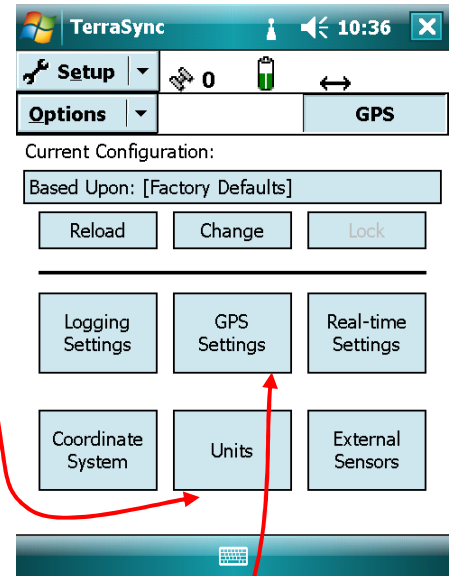 TerraSync 10:36
Setup 0
Options GPS
Current Configuration:
Based Upon: [Factory Defaults]
Reload Change Lock
Logging Settings GPS Settings Real-time Settings
Coordinate System Units External Sensors